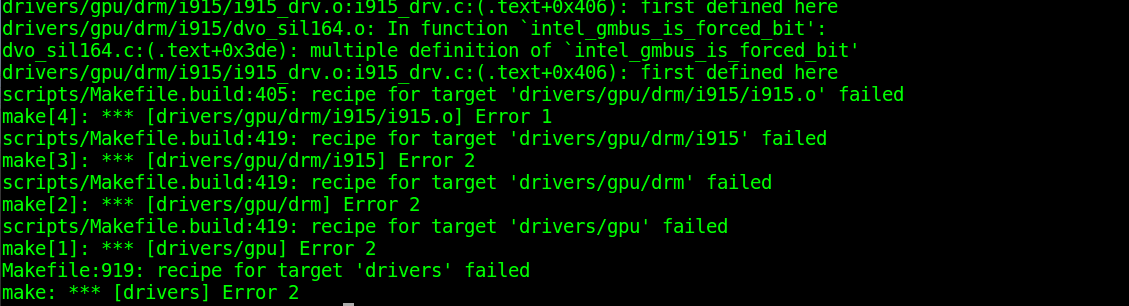 drivers/gpu/drm/i915/i915_drv.o:i915_drv.c:(.text+0x406): first defined here
drivers/gpu/drm/i915/dvo_sil164.o: In function `intel_gmbus_is_forced_bit':
dvo_sil164.c:(.text+0x3de): multiple definition of `intel_gmbus_is_forced_bit'
drivers/gpu/drm/i915/i915_drv.o:i915_drv.c:(.text+0x406): first defined here
scripts/Makefile.build:405: recipe for target 'drivers/gpu/drm/i915/i915.o' failed
make[4]: *** [drivers/gpu/drm/i915/i915.o] Error 1
scripts/Makefile.build:419: recipe for target 'drivers/gpu/drm/i915' failed
make[3]: *** [drivers/gpu/drm/i915] Error 2
scripts/Makefile.build:419: recipe for target 'drivers/gpu/drm' failed
make[2]: *** [drivers/gpu/drm] Error 2
scripts/Makefile.build:419: recipe for target 'drivers/gpu' failed
make[1]: *** [drivers/gpu] Error 2
Makefile:919: recipe for target 'drivers' failed
make: *** [drivers] Error 2